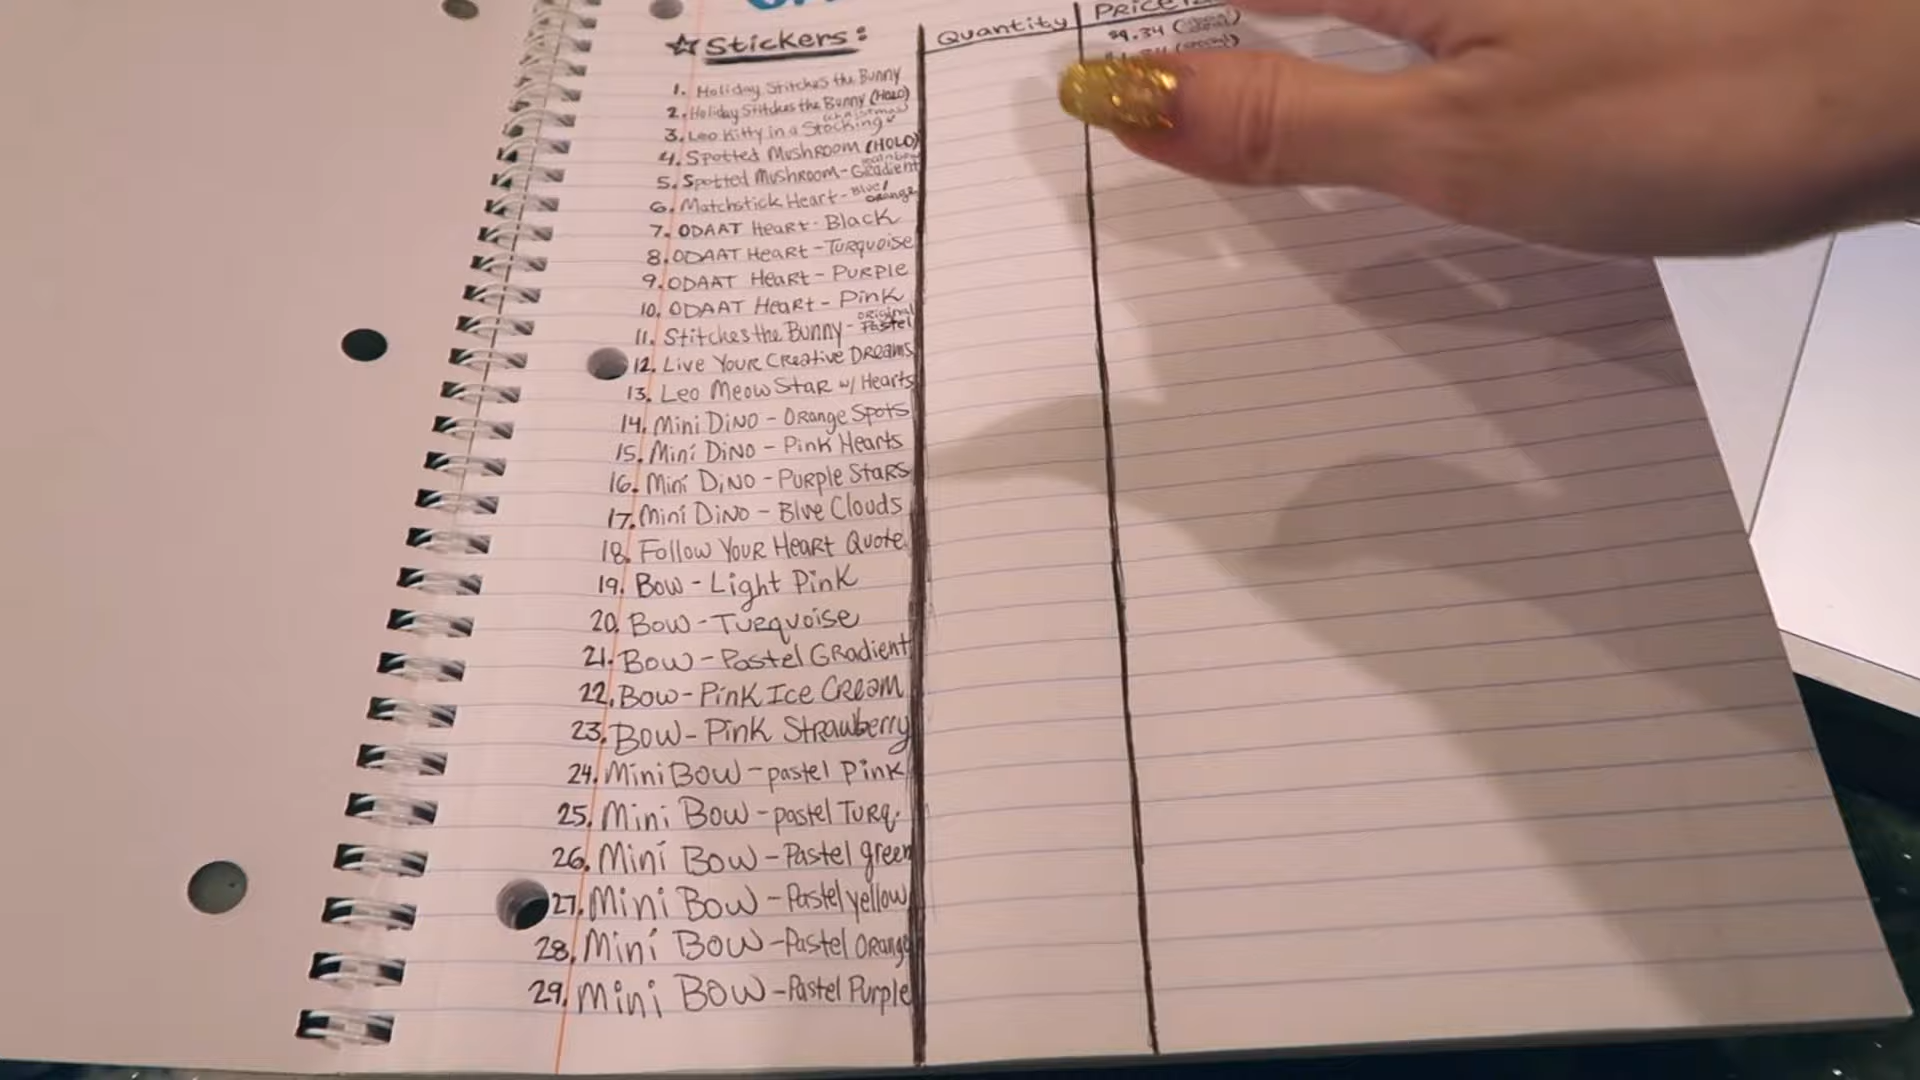 ☆ Stickers:
Quantity
PRICE
1. Holiday Stitches the Bunny
$4.34
2. Holiday Stitches the Bunny (HOLO)
3. Leo Kitty in a Christmas Stocking
4. Spotted MushRoom (HOLO)
5. Spotted MushRoom - Rainbow Gradient
6. Matchstick Heart - Blue/Orange
7. ODAAT Heart - Black
8. ODAAT Heart - Turquoise
9. ODAAT Heart - Purple
10. ODAAT Heart - Pink
11. Stitches the Bunny - original Pastel
12. Live Your Creative Dreams
13. Leo Meow Star w/ Hearts
14. Mini Dino - Orange Spots
15. Mini Dino - Pink Hearts
16. Mini Dino - Purple Stars
17. Mini Dino - Blue Clouds
18. Follow Your Heart Quote
19. Bow - Light Pink
20. Bow - Turquoise
21. Bow - Pastel Gradient
22. Bow - Pink Ice Cream
23. Bow - Pink Strawberry
24. Mini Bow - pastel Pink
25. Mini Bow - pastel Turq.
26. Mini Bow - Pastel green
27. Mini Bow - Pastel yellow
28. Mini Bow - Pastel Orange
29. Mini Bow - Pastel Purple